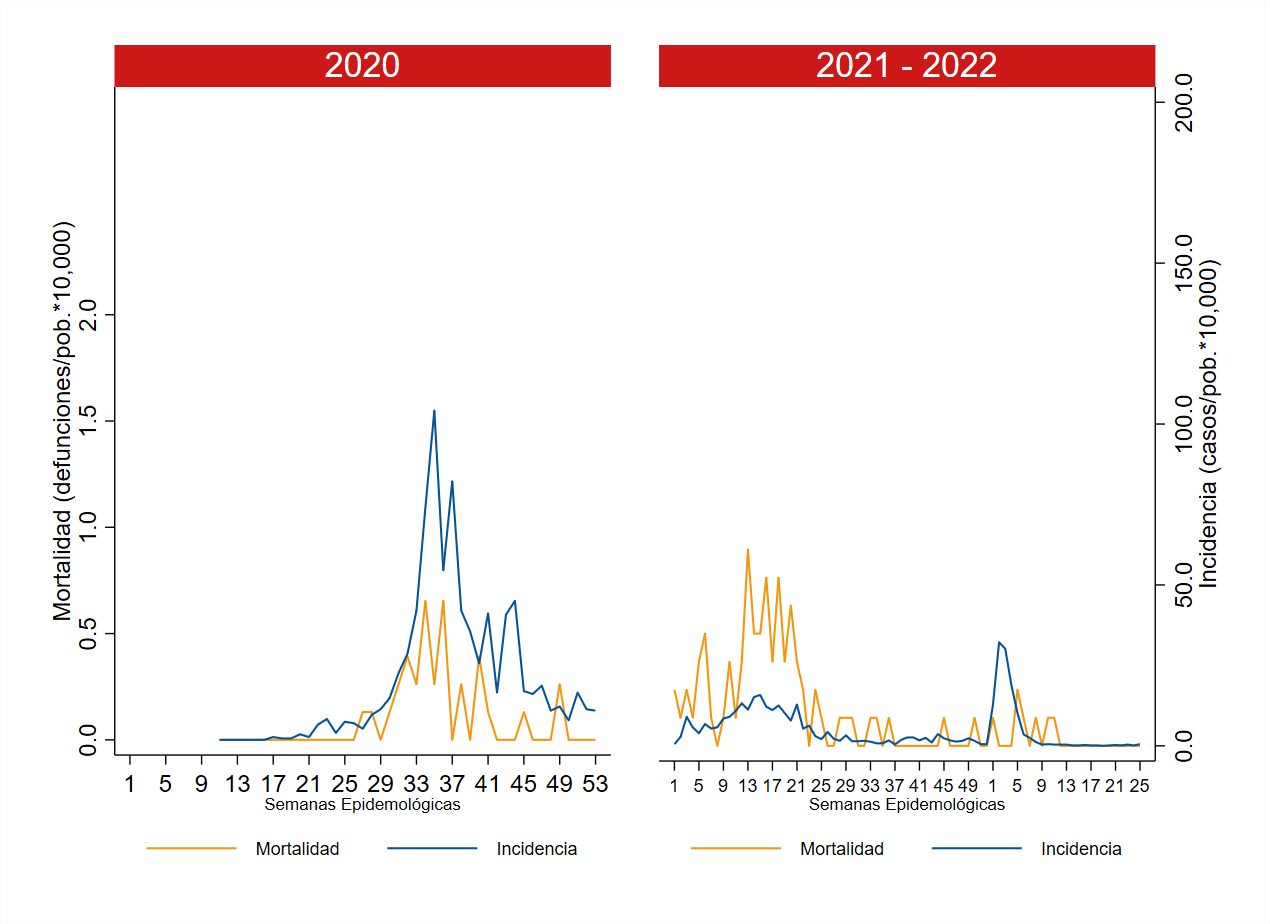 2020
2021 - 2022
Mortalidad (defunciones/pob.*10,000)
2.0
1.5
1.0
0.5
0.0
1 5 9 13 17 21 25 29 33 37 41 45 49 53
Semanas Epidemológicas
Mortalidad Incidencia
200.0
150.0
100.0
50.0
0.0
Incidencia (casos/pob.*10,000)
1 5 9 13 17 21 25 29 33 37 41 45 49 1 5 9 13 17 21 25
Semanas Epidemológicas
Mortalidad Incidencia